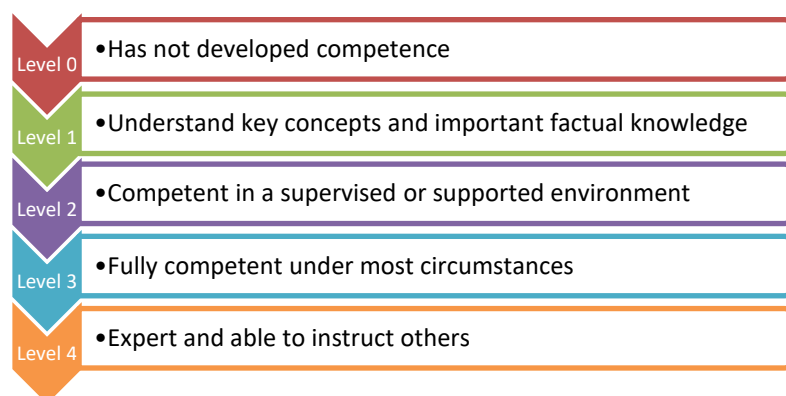 Level 0
•Has not developed competence
Level 1
•Understand key concepts and important factual knowledge
Level 2
•Competent in a supervised or supported environment
Level 3
•Fully competent under most circumstances
Level 4
•Expert and able to instruct others